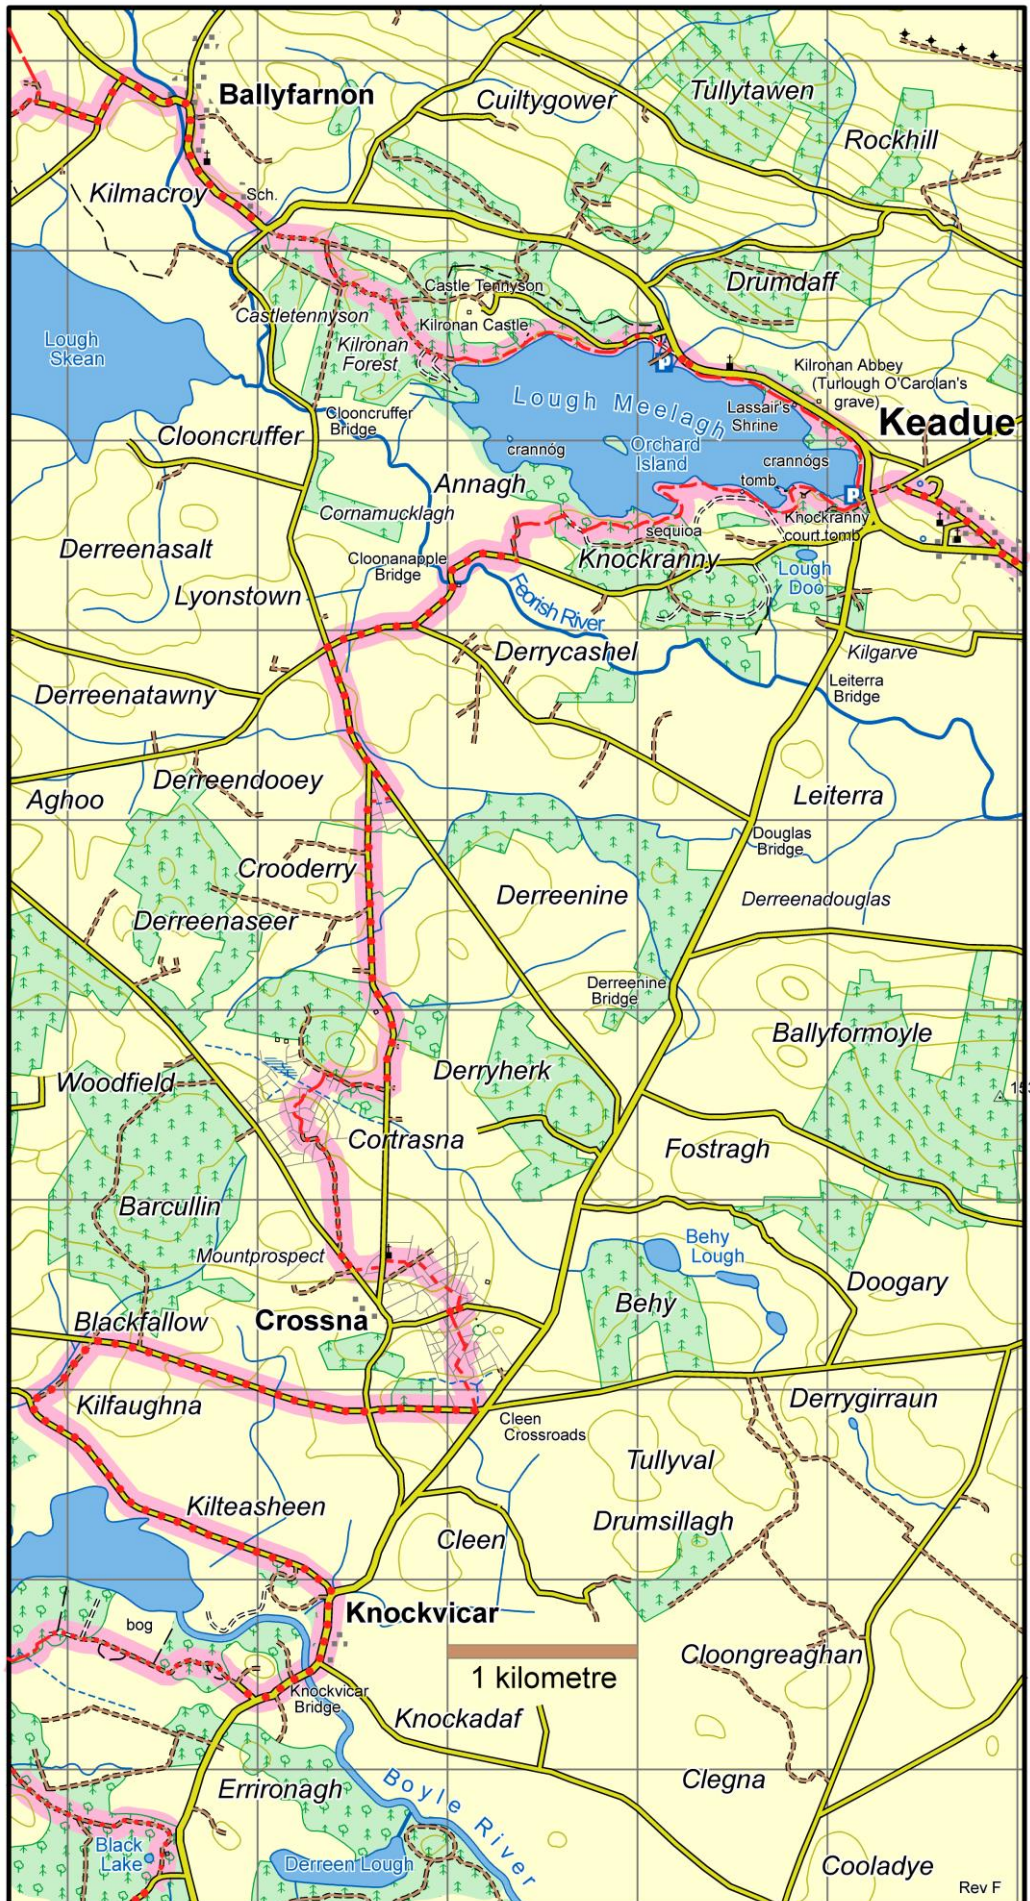 Ballyfarnon
Cuiltygower
Tullytawen
Rockhill
Kilmacroy
Sch.
Drumdaff
Castle Tennyson
Castletennyson
Kilronan Castle
Lough
Skean
Kilronan
Forest
P
Kilronan Abbey
(Turlough O'Carolan's
grave)
Lough Meelagh
Lassair's
Shrine
Keadue
Clooncruffer
Bridge
Clooncruffer
crannóg
Orchard
Island
crannógs
tomb
P
Annagh
Cornamucklagh
sequioa
Knockranny
court tomb
Derreenasalt
Cloonanapple
Bridge
Knockranny
Lough
Doo
Lyonstown
Feorish River
Derrycashel
Kilgarve
Leiterra
Bridge
Derreenatawny
Derreendooey
Aghoo
Leiterra
Douglas
Bridge
Crooderry
Derreenine
Derreenadouglas
Derreenaseer
Derreenine
Bridge
Ballyformoyle
Woodfield
Derryherk
153
Cortrasna
Fostragh
Barcullin
Mountprospect
Behy
Lough
Doogary
Behy
Crossna
Blackfallow
Kilfaughna
Derrygirraun
Cleen
Crossroads
Tullyval
Kilteasheen
Drumsillagh
Cleen
Knockvicar
bog
1 kilometre
Cloongreaghan
Knockvicar
Bridge
Knockadaf
Clegna
Errironagh
Boyle River
Black
Lake
Derreen Lough
Cooladye
Rev F